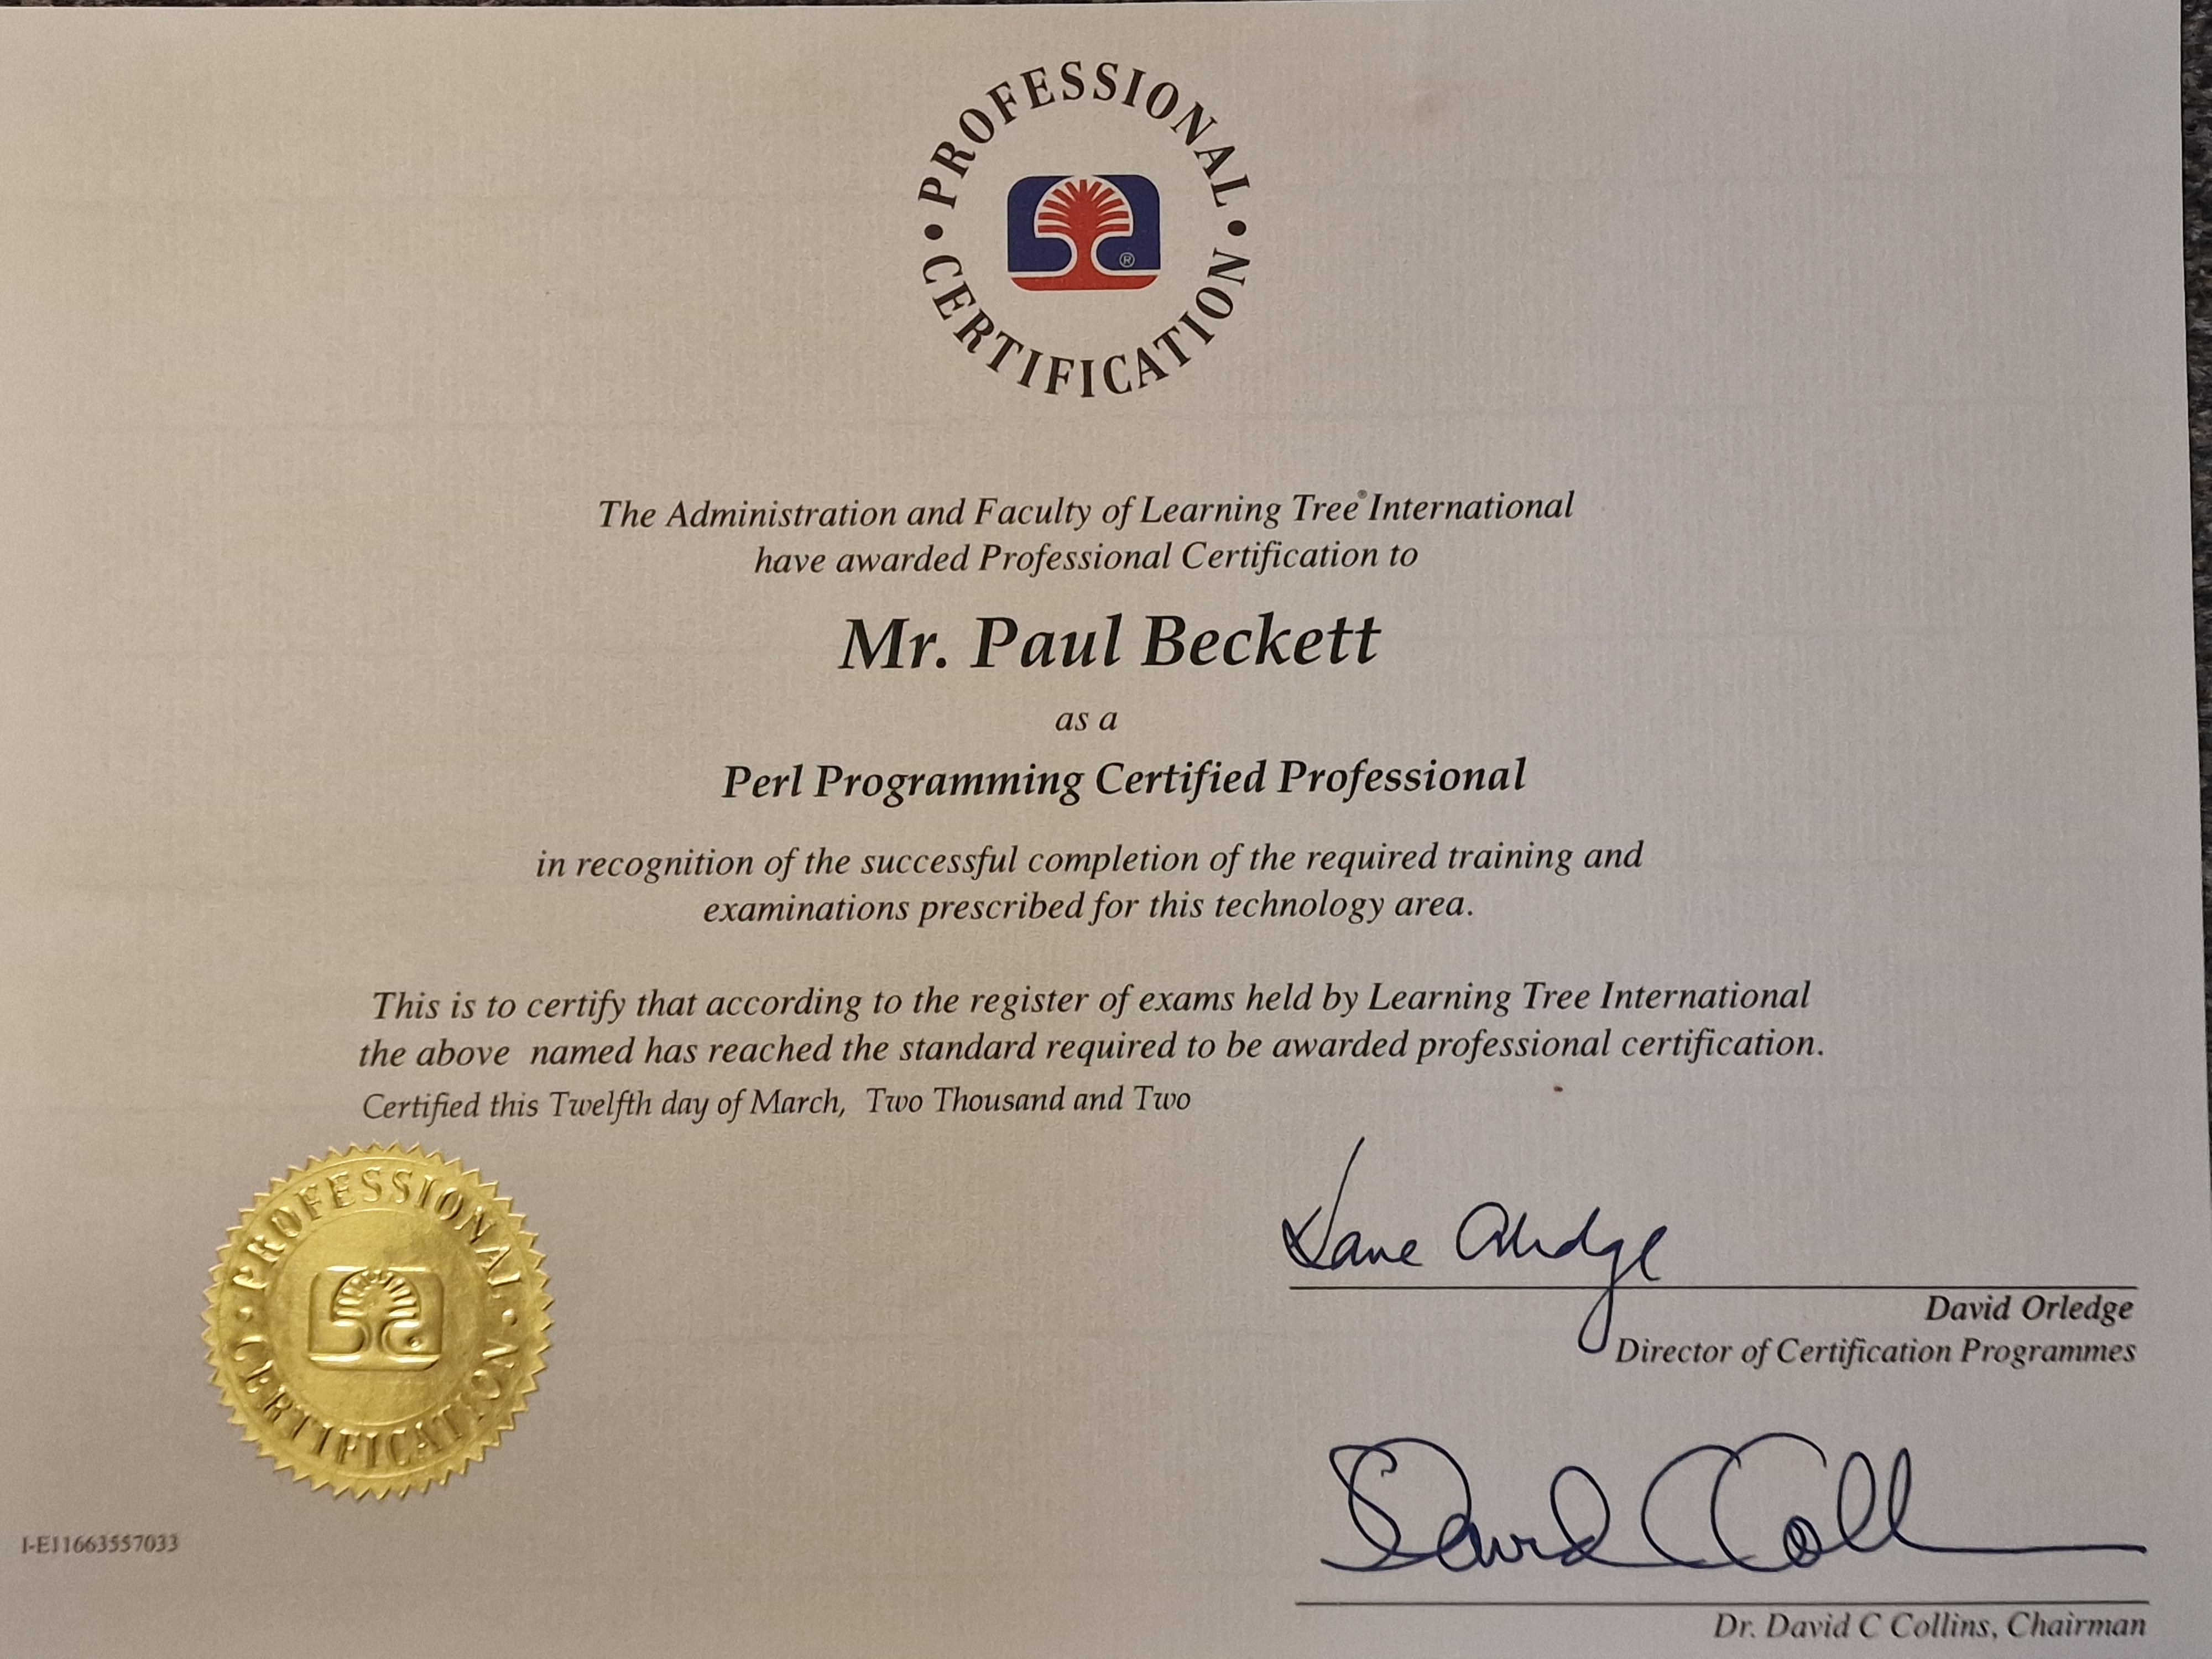 • PROFESSIONAL •
CERTIFICATION
®
The Administration and Faculty of Learning Tree® International
have awarded Professional Certification to
Mr. Paul Beckett
as a
Perl Programming Certified Professional
in recognition of the successful completion of the required training and
examinations prescribed for this technology area.
This is to certify that according to the register of exams held by Learning Tree International
the above named has reached the standard required to be awarded professional certification.
Certified this Twelfth day of March, Two Thousand and Two
• PROFESSIONAL •
CERTIFICATION
David Orledge
Director of Certification Programmes
I-E11663557033
Dr. David C Collins, Chairman